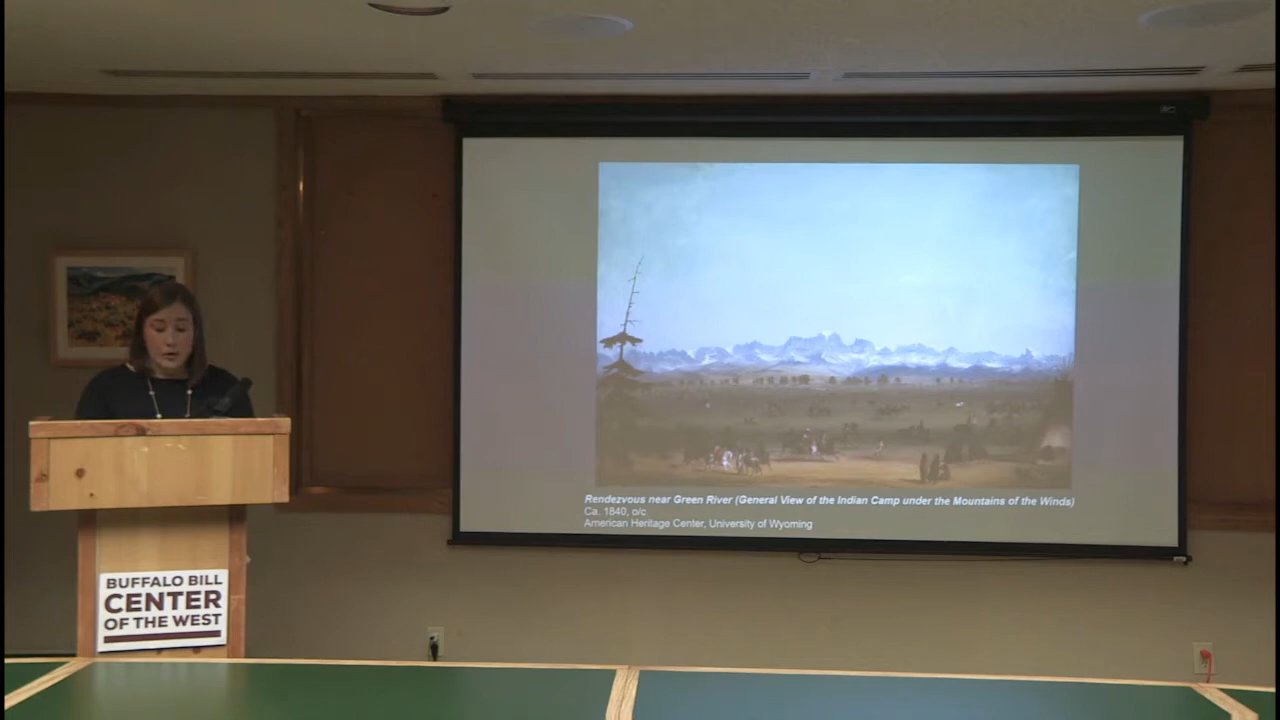 Rendezvous near Green River (General View of the Indian Camp under the Mountains of the Winds)
Ca. 1840, o/c
American Heritage Center, University of Wyoming
BUFFALO BILL
CENTER
OF THE WEST